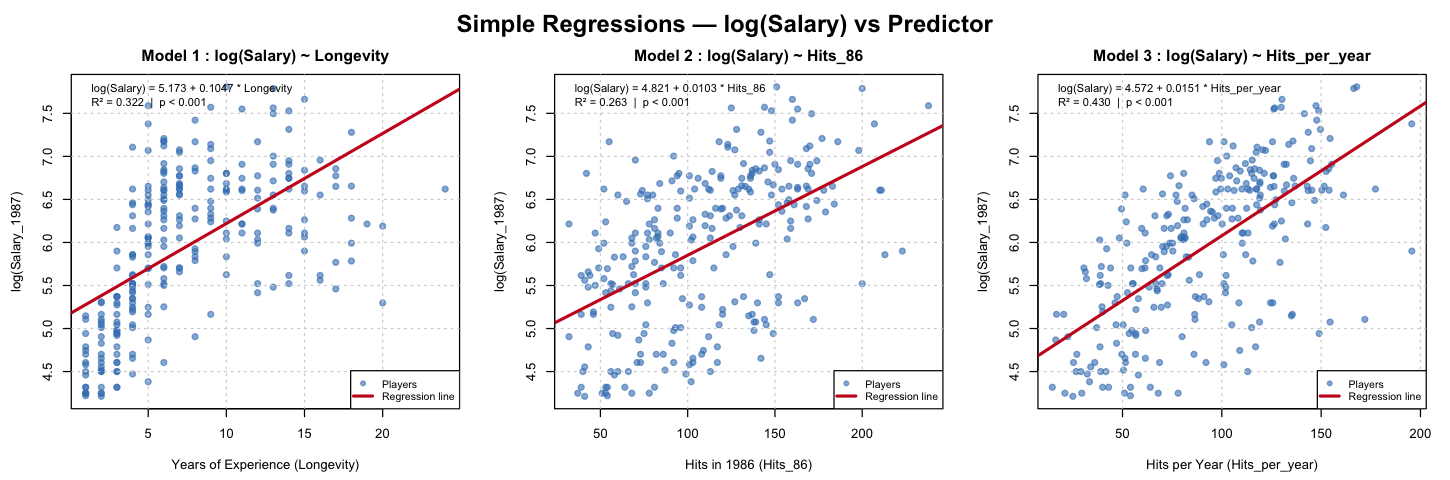 Simple Regressions — log(Salary) vs Predictor
Model 1 : log(Salary) ~ Longevity
log(Salary) = 5.173 + 0.1047 * Longevity
R² = 0.322 | p < 0.001
7.5
7.0
6.5
6.0
5.5
5.0
4.5
log(Salary_1987)
Players
Regression line
5
10
15
20
Years of Experience (Longevity)
Model 2 : log(Salary) ~ Hits_86
log(Salary) = 4.821 + 0.0103 * Hits_86
R² = 0.263 | p < 0.001
7.5
7.0
6.5
6.0
5.5
5.0
4.5
log(Salary_1987)
Players
Regression line
50
100
150
200
Hits in 1986 (Hits_86)
Model 3 : log(Salary) ~ Hits_per_year
log(Salary) = 4.572 + 0.0151 * Hits_per_year
R² = 0.430 | p < 0.001
7.5
7.0
6.5
6.0
5.5
5.0
4.5
log(Salary_1987)
Players
Regression line
50
100
150
200
Hits per Year (Hits_per_year)